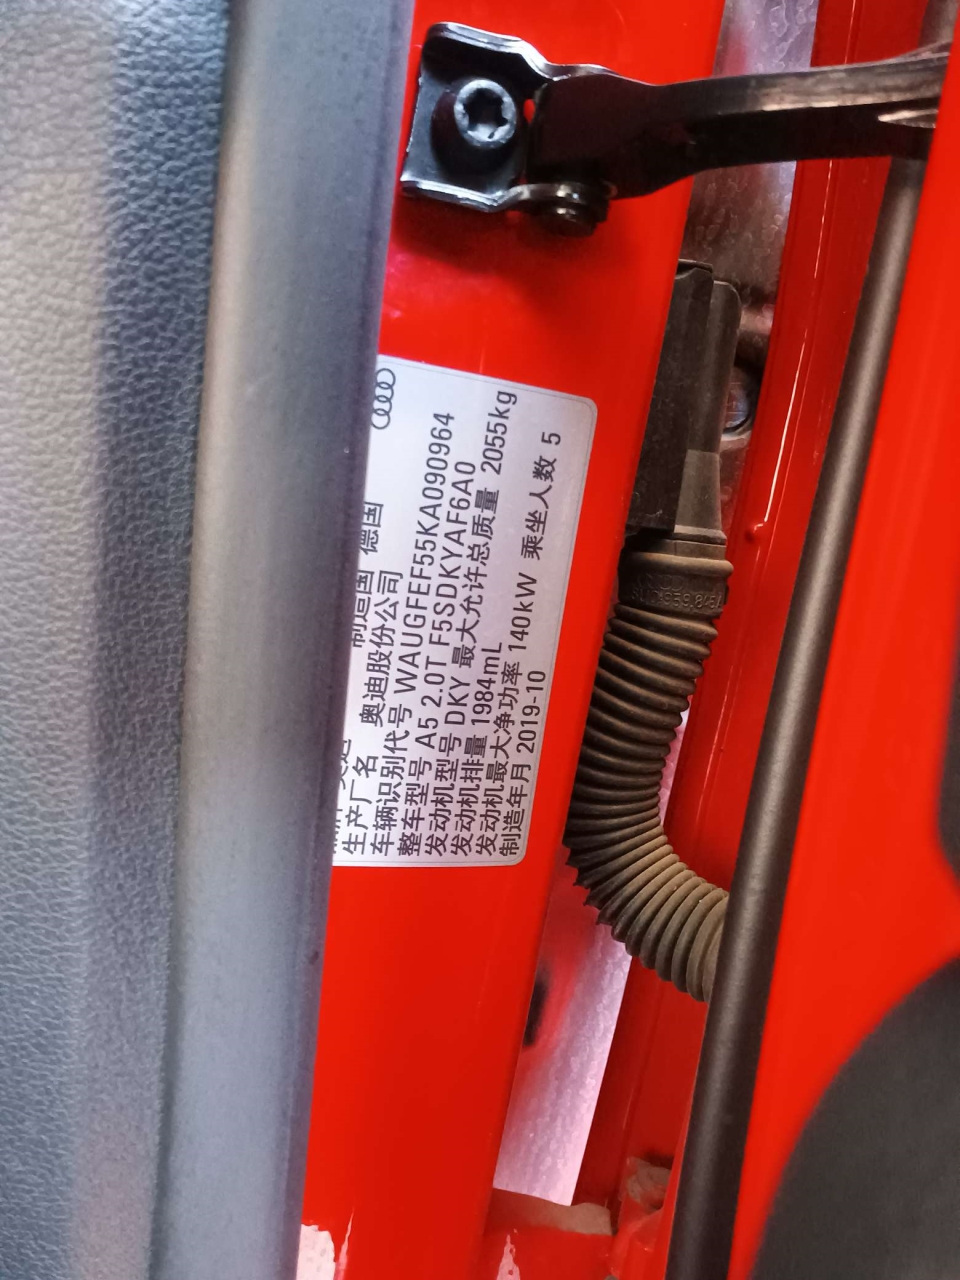 制造国 德国
生产厂名 奥迪股份公司
车辆识别代号 WAUGFEF55KA090964
整车型号 A5 2.0T F5SDKYAF6A0
发动机型号 DKY 最大允许总质量 2055kg
发动机排量 1984mL
发动机最大净功率 140kW 乘坐人数 5
制造年月 2019-10